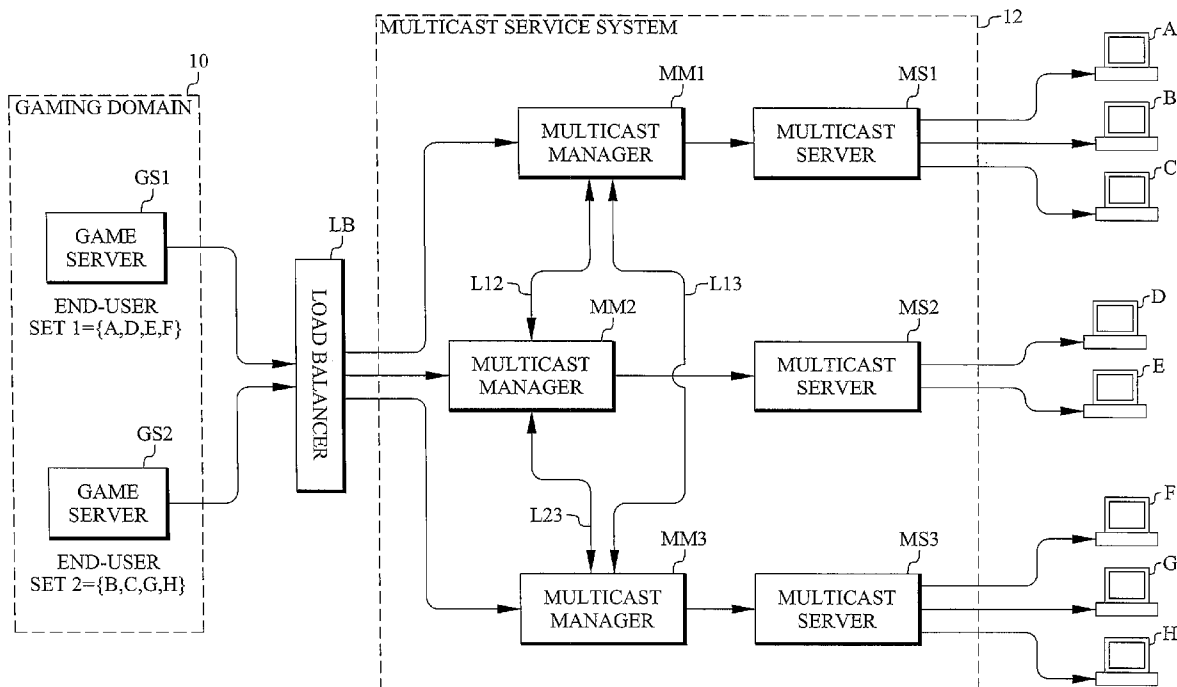 MULTICAST SERVICE SYSTEM
12
10
GAMING DOMAIN
GS1
GAME
SERVER
END-USER
SET 1={A,D,E,F}
GS2
GAME
SERVER
END-USER
SET 2={B,C,G,H}
LB
LOAD BALANCER
MM1
MULTICAST
MANAGER
MS1
MULTICAST
SERVER
A
B
C
L12
L13
MM2
MULTICAST
MANAGER
MS2
MULTICAST
SERVER
D
E
L23
MM3
MULTICAST
MANAGER
MS3
MULTICAST
SERVER
F
G
H